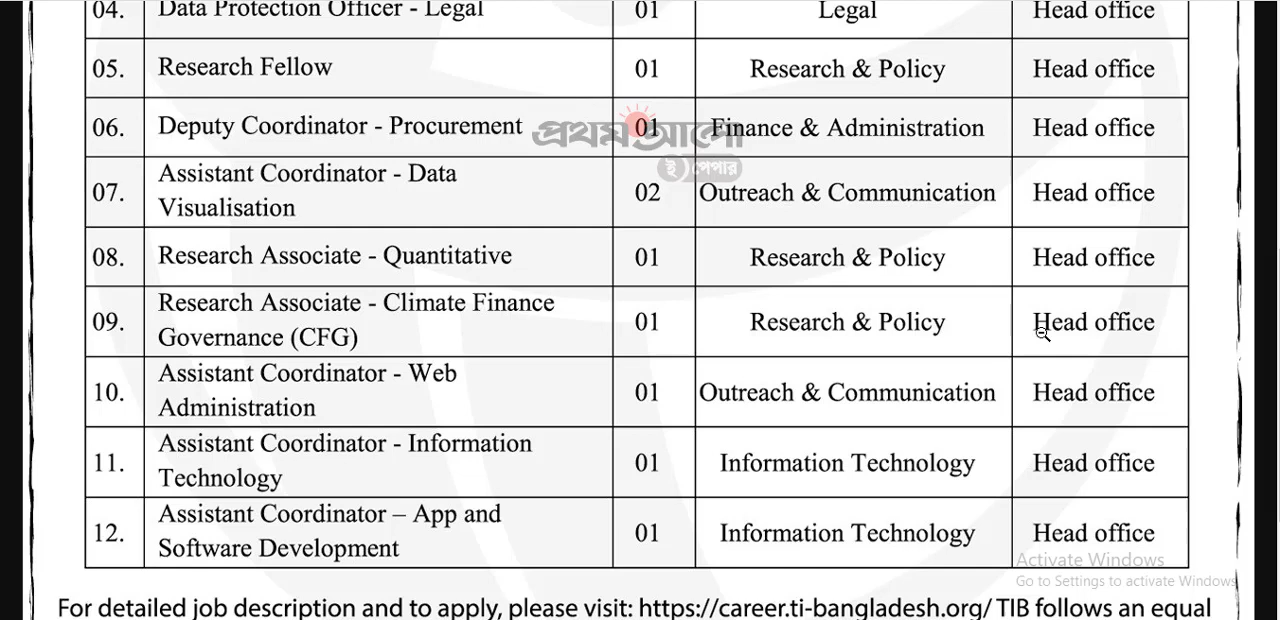 04. Data Protection Officer - Legal 01 Legal Head office
05. Research Fellow 01 Research & Policy Head office
06. Deputy Coordinator - Procurement 01 Finance & Administration Head office
প্রথম আলো
ই পেপার
07. Assistant Coordinator - Data
Visualisation 02 Outreach & Communication Head office
08. Research Associate - Quantitative 01 Research & Policy Head office
09. Research Associate - Climate Finance
Governance (CFG) 01 Research & Policy Head office
10. Assistant Coordinator - Web
Administration 01 Outreach & Communication Head office
11. Assistant Coordinator - Information
Technology 01 Information Technology Head office
12. Assistant Coordinator – App and
Software Development 01 Information Technology Head office
Activate Windows
Go to Settings to activate Windows
For detailed job description and to apply, please visit: https://career.ti-bangladesh.org/ TIB follows an equal